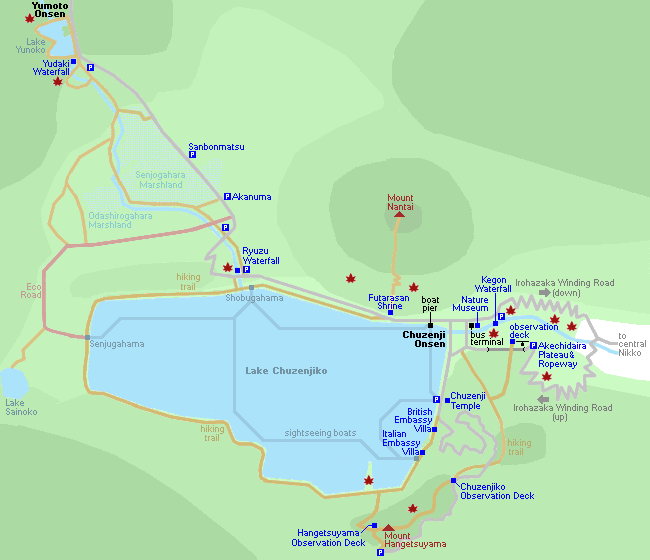 Yumoto
Onsen
Lake
Yunoko
Yudaki
Waterfall
P
Sanbonmatsu
P
Senjogahara
Marshland
P
Akanuma
Odashirogahara
Marshland
P
Mount
Nantai
Ryuzu
Waterfall
P
Eco
Road
hiking
trail
Shobugahama
Futarasan
Shrine
boat
pier
Kegon
Waterfall
Nature
Museum
Irohazaka Winding Road
(down)
P
Chuzenji
Onsen
bus
terminal
observation
deck
P
Akechidaira
Plateau&
Ropeway
to
central
Nikko
Senjugahama
Lake Chuzenjiko
Lake
Sainoko
P
Chuzenji
Temple
Irohazaka Winding Road
(up)
British
Embassy
Villa
hiking
trail
sightseeing boats
Italian
Embassy
Villa
hiking
trail
Chuzenjiko
Observation Deck
Hangetsuyama
Observation Deck
Mount
Hangetsuyama
P